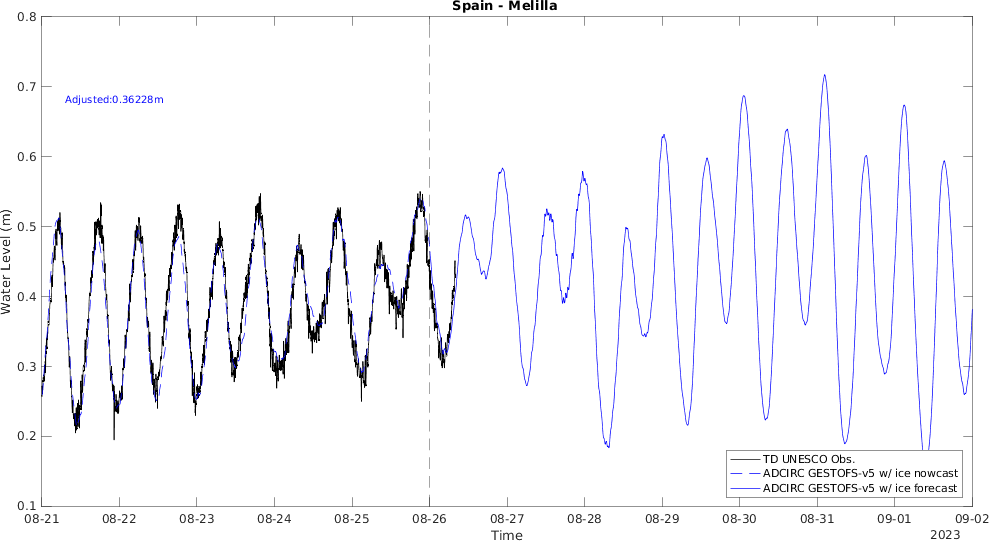 Spain - Melilla
0.8
0.7
0.6
0.5
0.4
0.3
0.2
0.1
Water Level (m)
Adjusted:0.36228m
TD UNESCO Obs.
ADCIRC GESTOFS-v5 w/ ice nowcast
ADCIRC GESTOFS-v5 w/ ice forecast
08-21 08-22 08-23 08-24 08-25 08-26 08-27 08-28 08-29 08-30 08-31 09-01 09-02
Time
2023